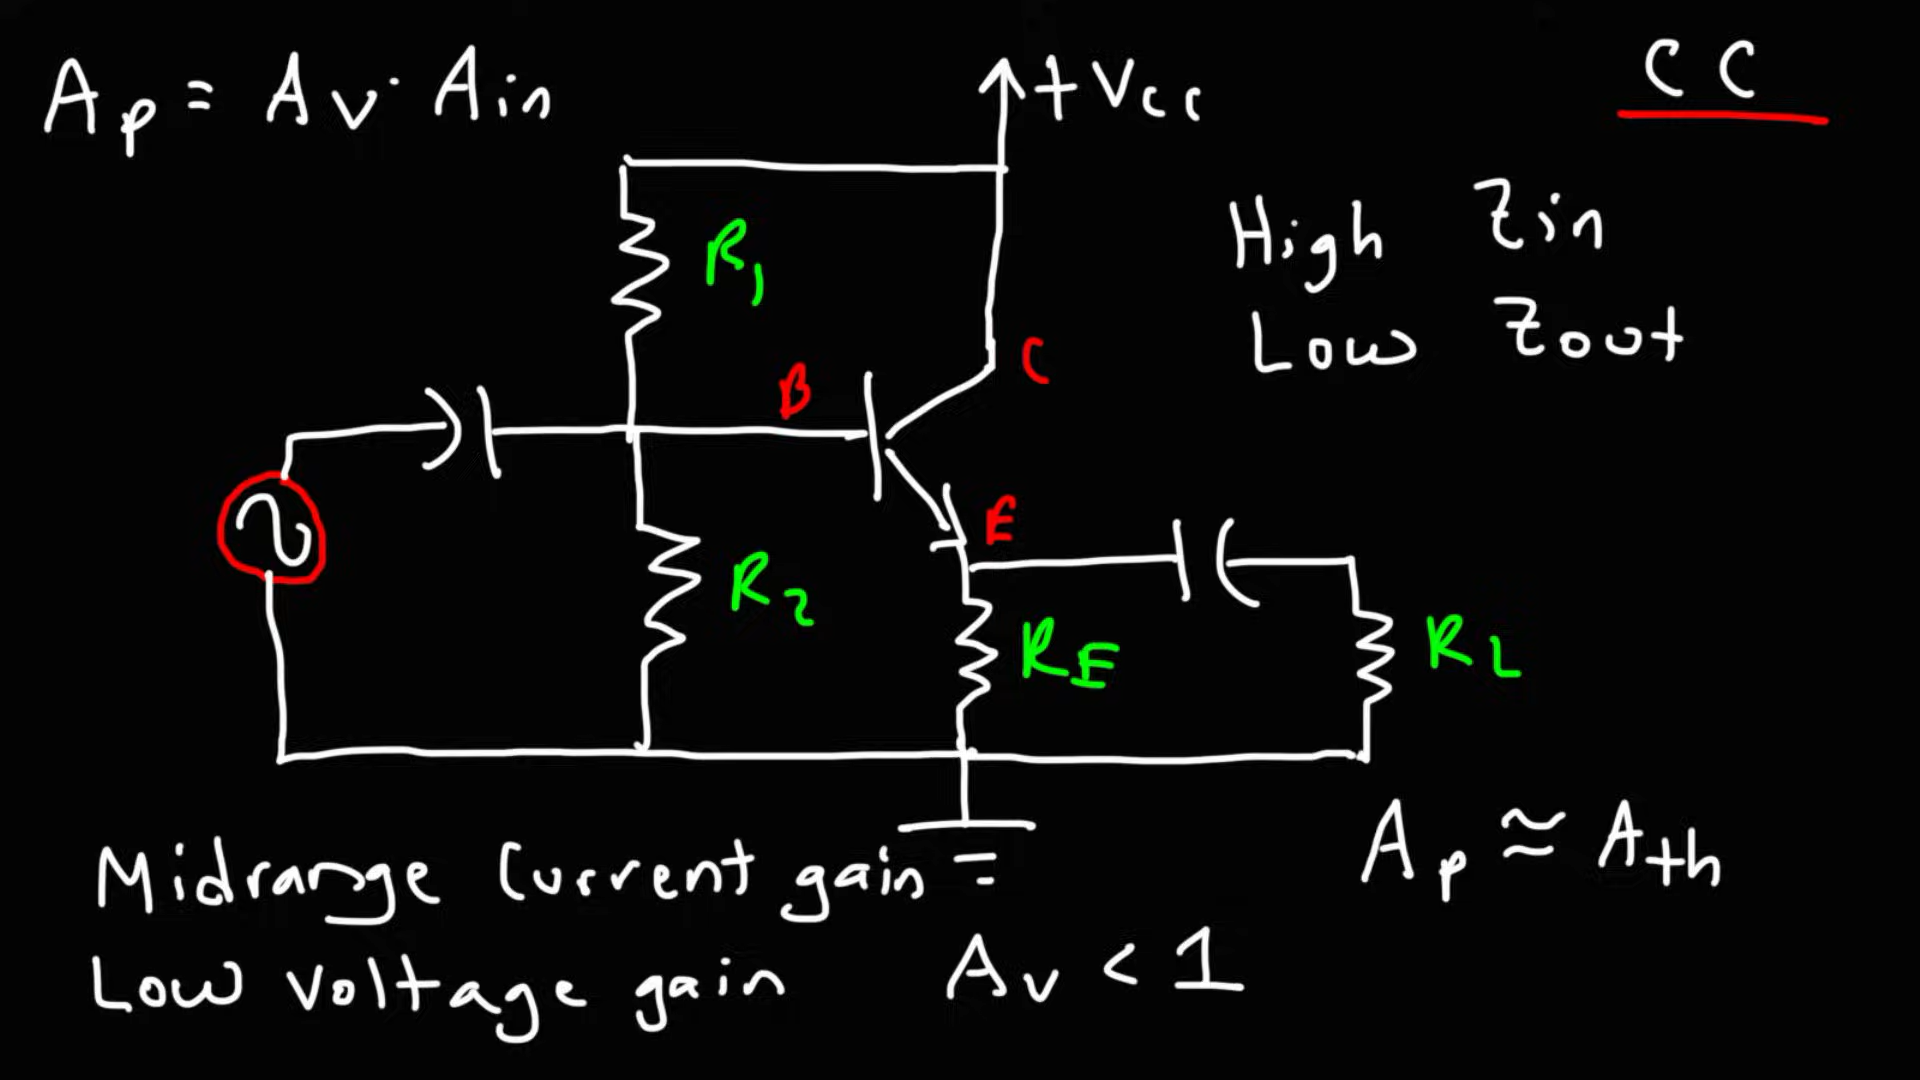 Ap = Av · Ain
+Vcc
CC
High Zin
Low Zout
R1
C
B
E
R2
RE
RL
Midrange Current gain
Ap ≈ Ath
Low voltage gain Av < 1